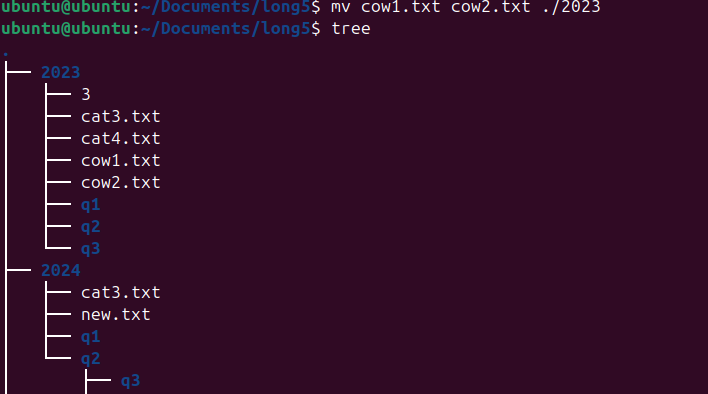 ubuntu@ubuntu:~/Documents/long5$ mv cow1.txt cow2.txt ./2023
ubuntu@ubuntu:~/Documents/long5$ tree
.
├── 2023
│   ├── 3
│   ├── cat3.txt
│   ├── cat4.txt
│   ├── cow1.txt
│   ├── cow2.txt
│   ├── q1
│   ├── q2
│   └── q3
├── 2024
│   ├── cat3.txt
│   ├── new.txt
│   ├── q1
│   └── q2
│       ├── q3